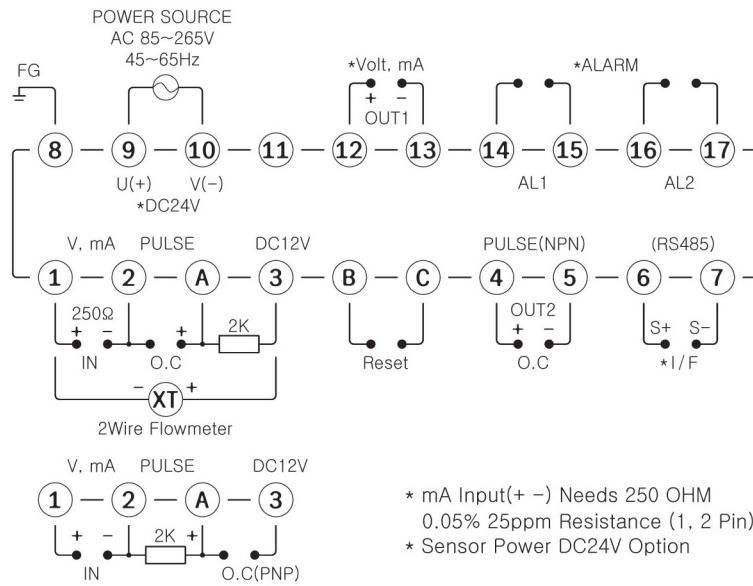 POWER SOURCE
AC 85~265V
45~65Hz
FG
*Volt, mA
*ALARM
+ -
OUT1
8 9 10 11 12 13 14 15 16 17
U(+) V(-)
*DC24V
AL1 AL2
V, mA PULSE DC12V PULSE(NPN) (RS485)
1 2 A 3 B C 4 5 6 7
250Ω
+ - + 2K
IN O.C
Reset
OUT2
+ -
O.C
S+ S-
*I/F
- XT +
2Wire Flowmeter
V, mA PULSE DC12V
1 2 A 3
+ - 2K +
IN O.C(PNP)
* mA Input(+ -) Needs 250 OHM
0.05% 25ppm Resistance (1, 2 Pin)
* Sensor Power DC24V Option